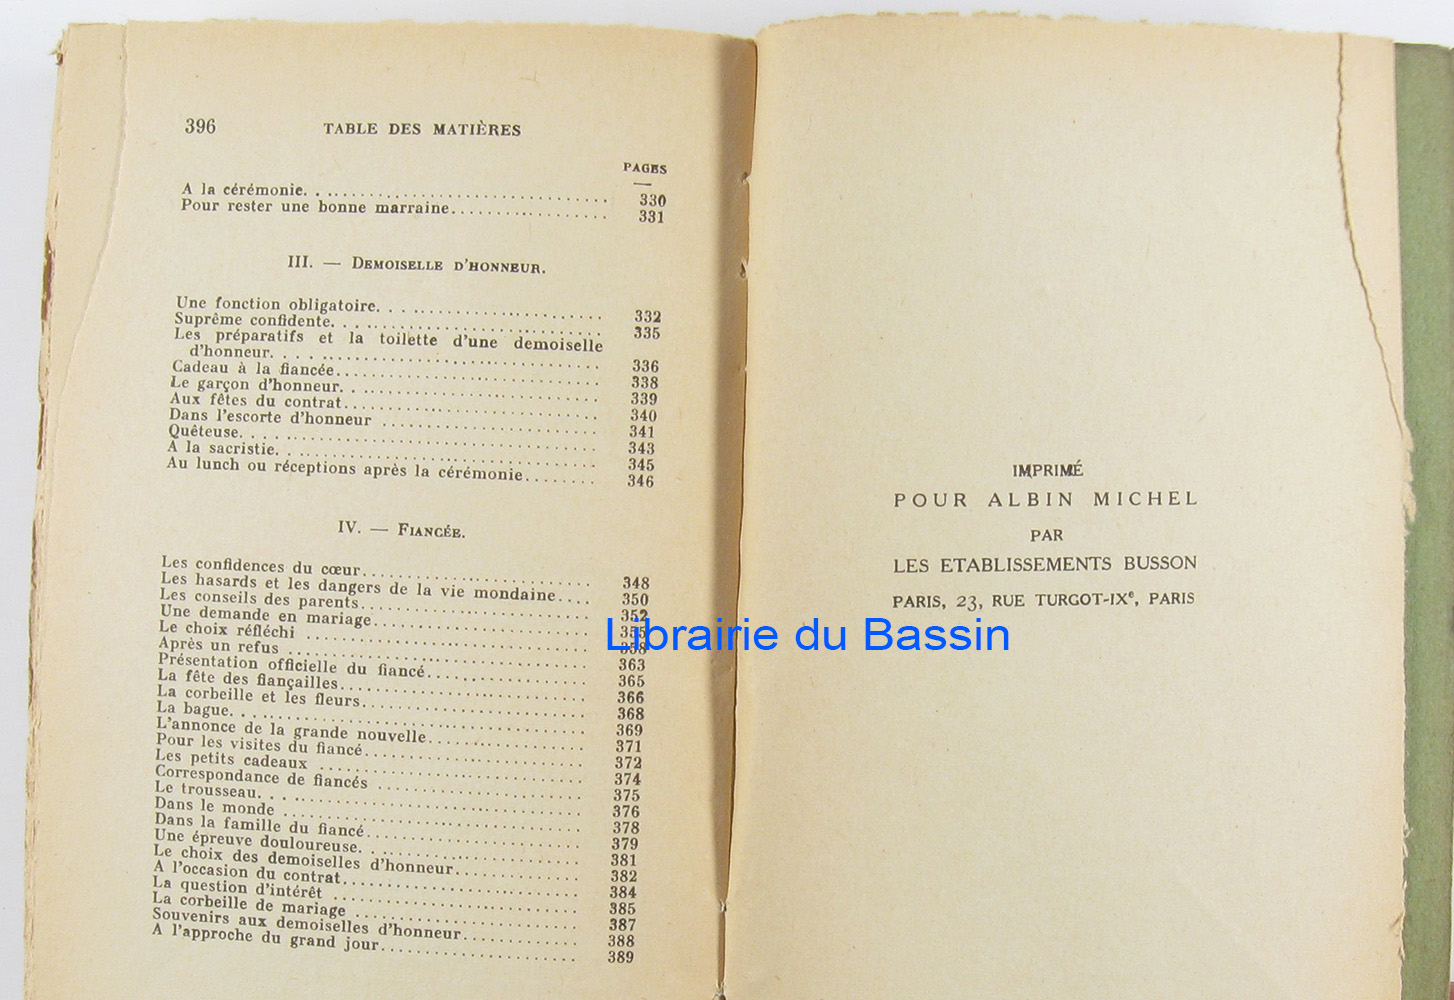 396 TABLE DES MATIÈRES
PAGES
A la cérémonie. . . . . . . . . . . . . . . . 330
Pour rester une bonne marraine. . . . . . . . . . 331
III. — DEMOISELLE D'HONNEUR.
Une fonction obligatoire. . . . . . . . . . . . . 332
Suprême confidente. . . . . . . . . . . . . . . 335
Les préparatifs et la toilette d'une demoiselle
d'honneur. . . . . . . . . . . . . . . . . . 336
Cadeau à la fiancée. . . . . . . . . . . . . . . 338
Le garçon d'honneur. . . . . . . . . . . . . . . 339
Aux fêtes du contrat. . . . . . . . . . . . . . . 340
Dans l'escorte d'honneur . . . . . . . . . . . . . 341
Quêteuse. . . . . . . . . . . . . . . . . . . 343
A la sacristie. . . . . . . . . . . . . . . . . . 345
Au lunch ou réceptions après la cérémonie. . . . . . 346
IV. — FIANCÉE.
Les confidences du cœur. . . . . . . . . . . . . 348
Les hasards et les dangers de la vie mondaine. . . . 350
Les conseils des parents. . . . . . . . . . . . . 352
Une demande en mariage. . . . . . . . . . . . . 355
Le choix réfléchi . . . . . . . . . . . . . . . . 358
Après un refus . . . . . . . . . . . . . . . . . 363
Présentation officielle du fiancé. . . . . . . . . . 365
La fête des fiançailles. . . . . . . . . . . . . . 366
La corbeille et les fleurs. . . . . . . . . . . . . 368
La bague. . . . . . . . . . . . . . . . . . . 369
L'annonce de la grande nouvelle. . . . . . . . . . 371
Pour les visites du fiancé. . . . . . . . . . . . . 372
Les petits cadeaux . . . . . . . . . . . . . . . 374
Correspondance de fiancés . . . . . . . . . . . . 375
Le trousseau. . . . . . . . . . . . . . . . . . 376
Dans le monde . . . . . . . . . . . . . . . . . 378
Dans la famille du fiancé. . . . . . . . . . . . . 379
Une épreuve douloureuse. . . . . . . . . . . . . 381
Le choix des demoiselles d'honneur. . . . . . . . . 382
A l'occasion du contrat. . . . . . . . . . . . . . 384
La question d'intérêt . . . . . . . . . . . . . . 385
La corbeille de mariage . . . . . . . . . . . . . 387
Souvenirs aux demoiselles d'honneur. . . . . . . . . 388
A l'approche du grand jour. . . . . . . . . . . . 389
IMPRIMÉ
POUR ALBIN MICHEL
PAR
LES ETABLISSEMENTS BUSSON
PARIS, 23, RUE TURGOT-IXe, PARIS
Librairie du Bassin